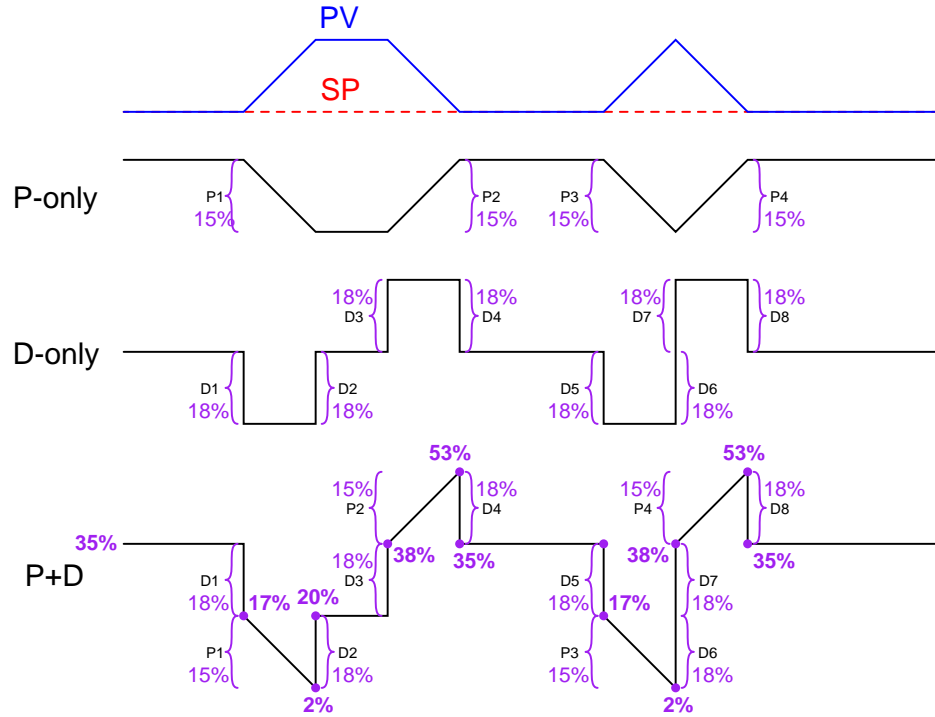 PV
SP
P-only
P1
15%
P2
15%
P3
15%
P4
15%
D-only
18%
D3
18%
D4
18%
D7
18%
D8
D1
18%
D2
18%
D5
18%
D6
18%
P+D
35%
53%
53%
15%
P2
18%
D4
15%
P4
18%
D8
18%
D3
38%
35%
38%
35%
D1
18%
17%
20%
D5
18%
17%
D7
18%
P1
15%
D2
18%
P3
15%
D6
18%
2%
2%